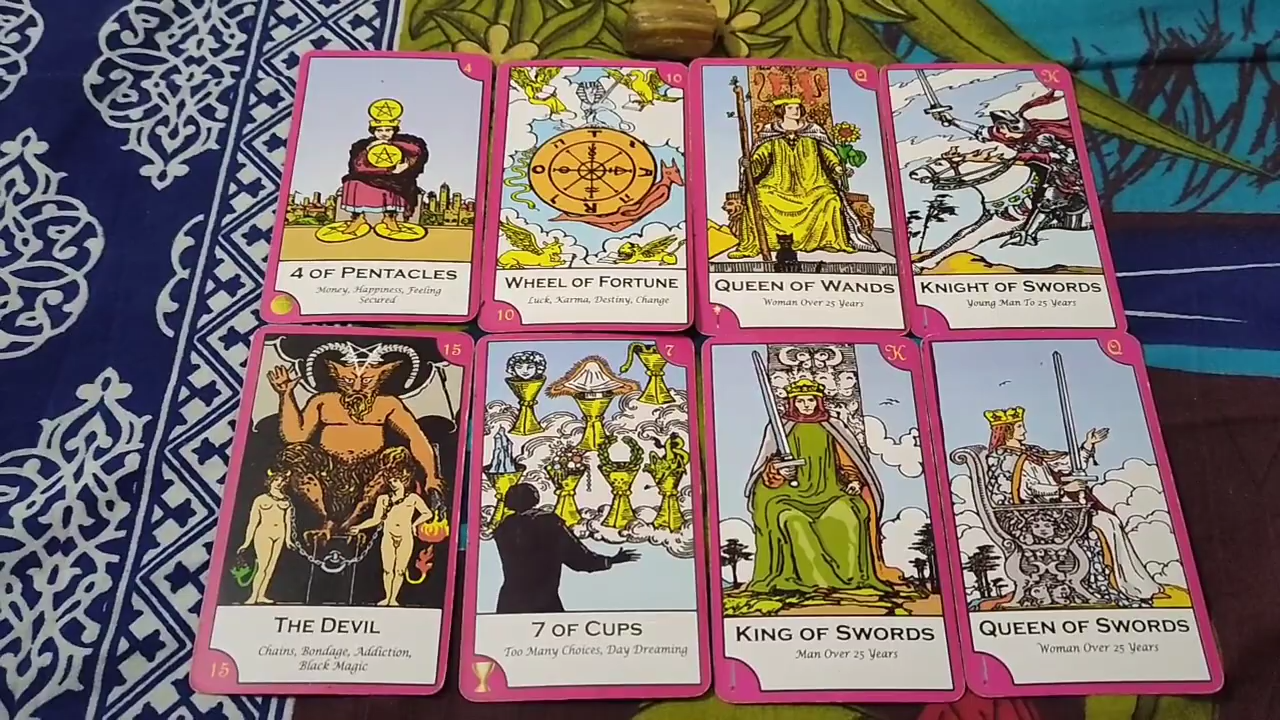 4
4 OF PENTACLES
Money, Happiness, Feeling
Secured
10
WHEEL OF FORTUNE
Luck, Karma, Destiny, Change
10
Q
QUEEN OF WANDS
Woman Over 25 Years
K
KNIGHT OF SWORDS
Young Man To 25 Years
15
THE DEVIL
Chains, Bondage, Addiction,
Black Magic
15
7
7 OF CUPS
Too Many Choices, Day Dreaming
K
KING OF SWORDS
Man Over 25 Years
Q
QUEEN OF SWORDS
Woman Over 25 Years